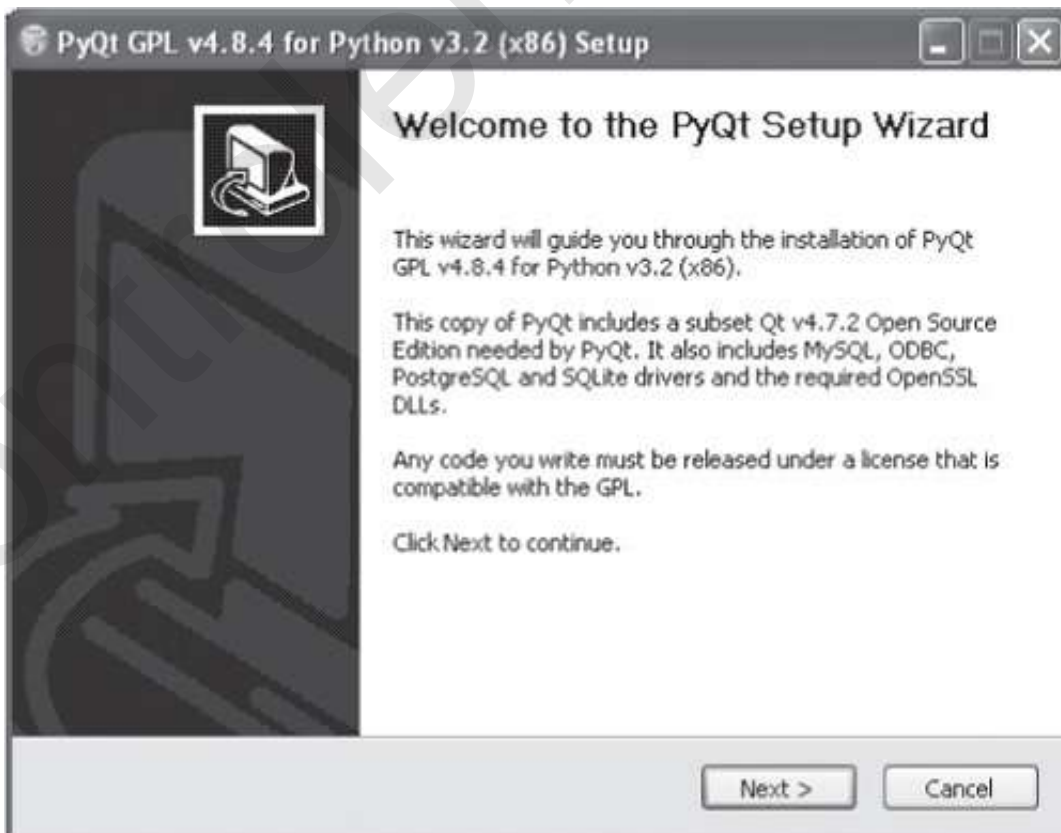 PyQt GPL v4.8.4 for Python v3.2 (x86) Setup
Welcome to the PyQt Setup Wizard
This wizard will guide you through the installation of PyQt
GPL v4.8.4 for Python v3.2 (x86).
This copy of PyQt includes a subset Qt v4.7.2 Open Source
Edition needed by PyQt. It also includes MySQL, ODBC,
PostgreSQL and SQLite drivers and the required OpenSSL
DLLs.
Any code you write must be released under a license that is
compatible with the GPL.
Click Next to continue.
Next >
Cancel